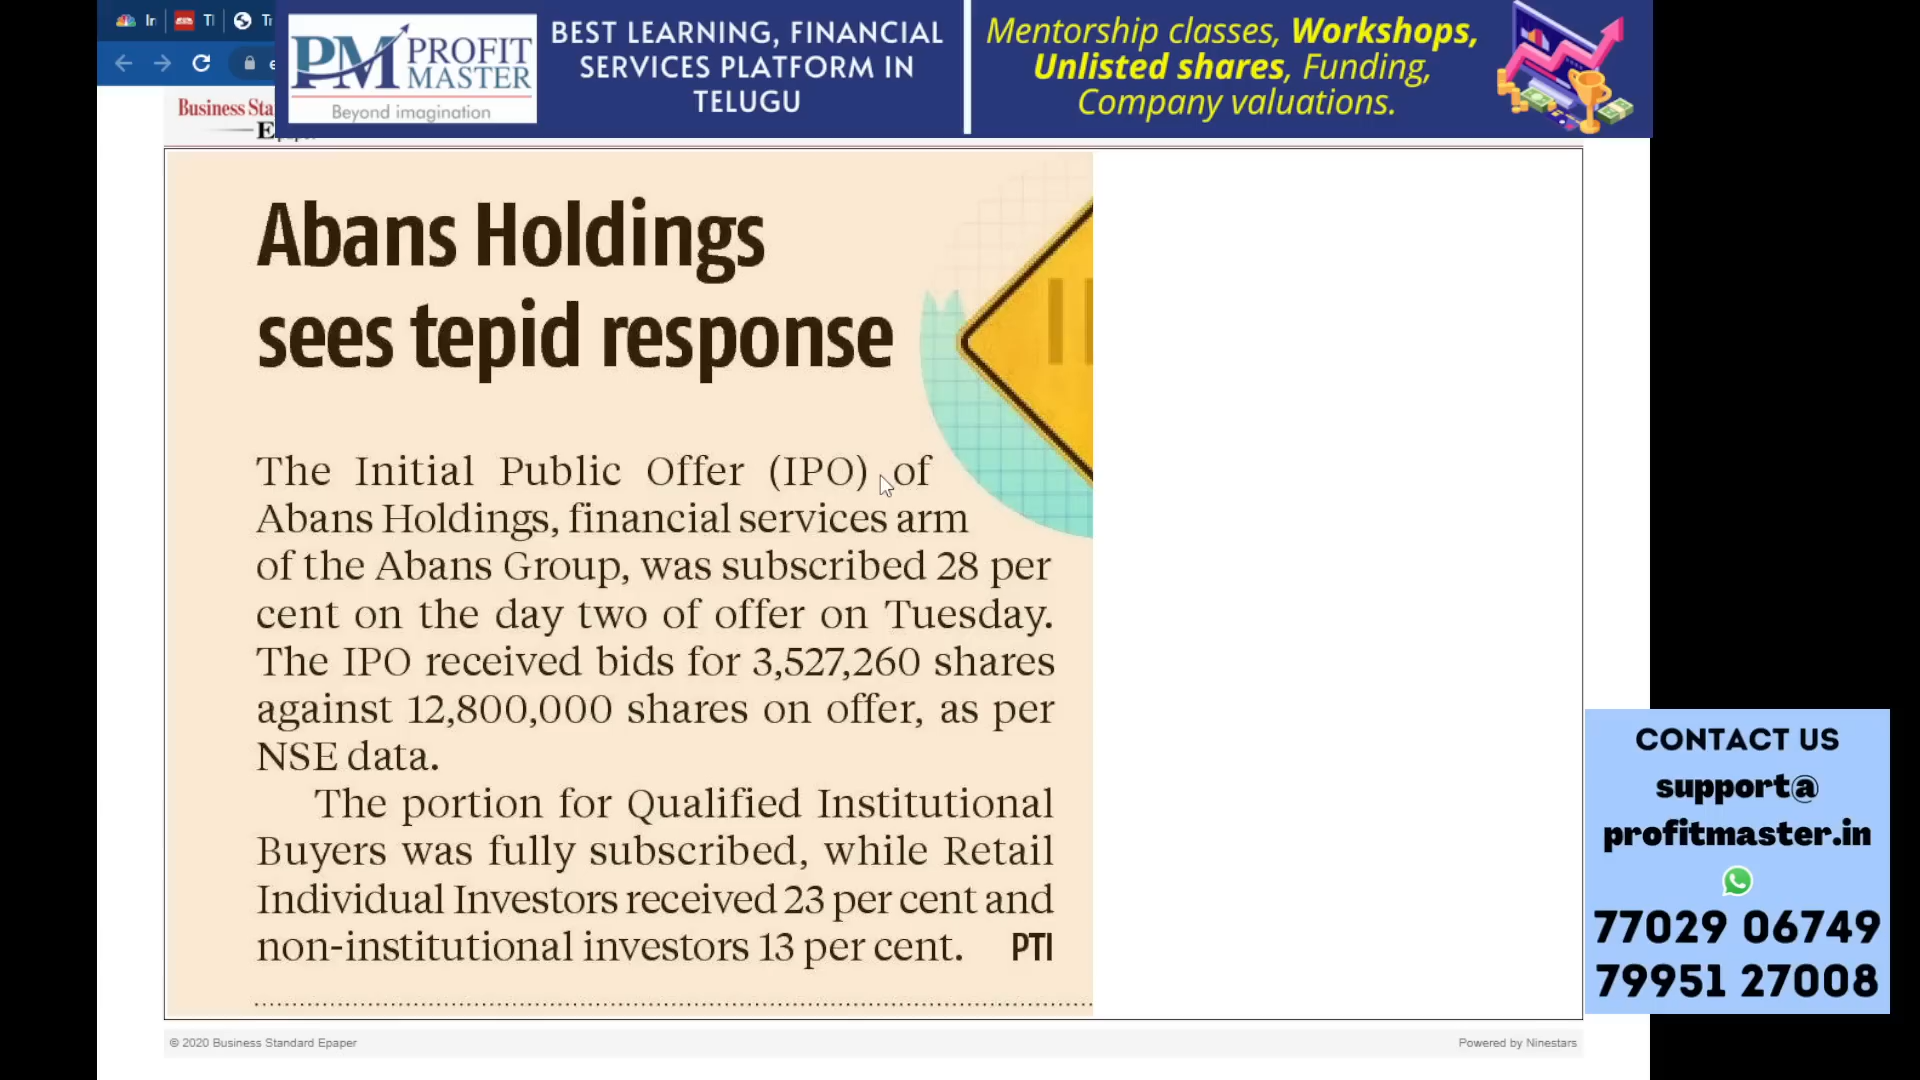 In
Tl
Tr
PM PROFIT MASTER
Beyond imagination
BEST LEARNING, FINANCIAL
SERVICES PLATFORM IN
TELUGU
Mentorship classes, Workshops,
Unlisted shares, Funding,
Company valuations.
Business Sta
Abans Holdings
sees tepid response
The Initial Public Offer (IPO) of
Abans Holdings, financial services arm
of the Abans Group, was subscribed 28 per
cent on the day two of offer on Tuesday.
The IPO received bids for 3,527,260 shares
against 12,800,000 shares on offer, as per
NSE data.
The portion for Qualified Institutional
Buyers was fully subscribed, while Retail
Individual Investors received 23 per cent and
non-institutional investors 13 per cent. PTI
CONTACT US
support@
profitmaster.in
77029 06749
79951 27008
© 2020 Business Standard Epaper
Powered by Ninestars